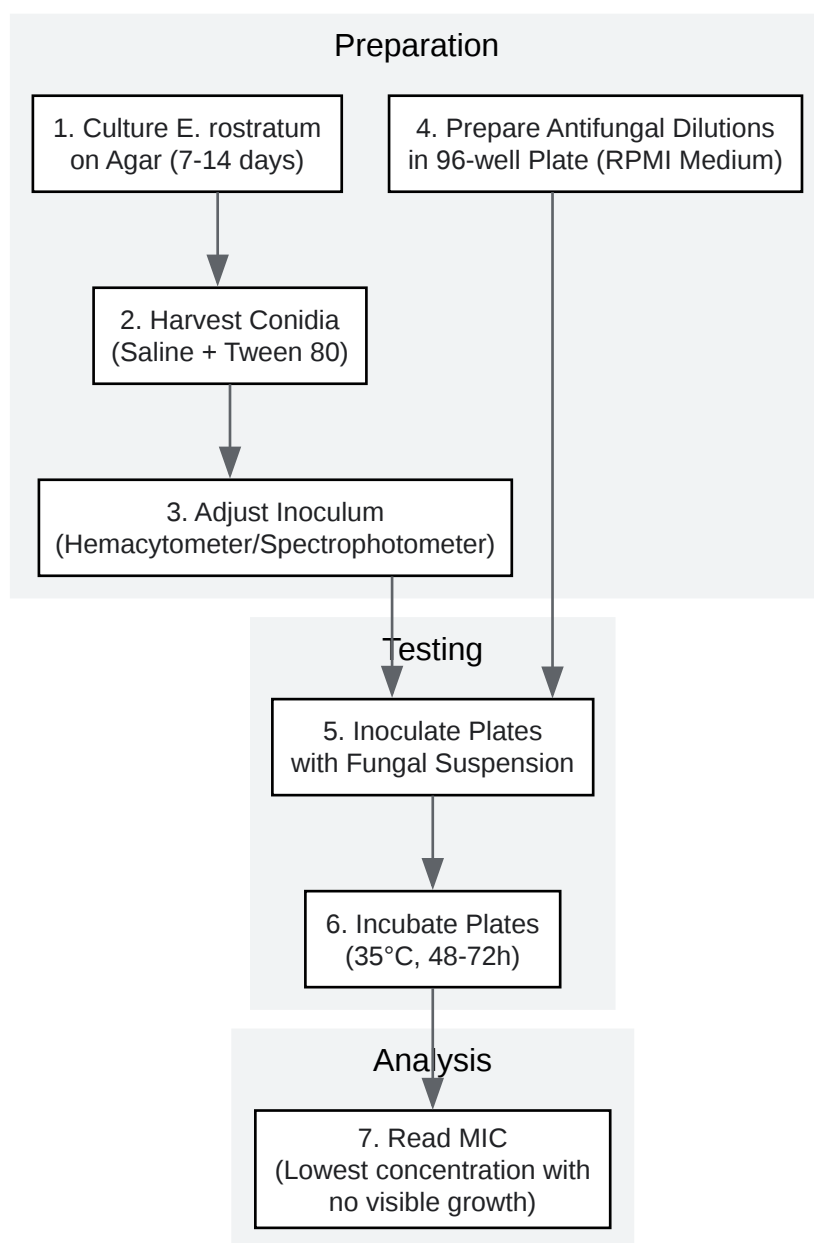 Preparation
1. Culture E. rostratum
on Agar (7-14 days)
4. Prepare Antifungal Dilutions
in 96-well Plate (RPMI Medium)
2. Harvest Conidia
(Saline + Tween 80)
3. Adjust Inoculum
(Hemacytometer/Spectrophotometer)
Testing
5. Inoculate Plates
with Fungal Suspension
6. Incubate Plates
(35°C, 48-72h)
Analysis
7. Read MIC
(Lowest concentration with
no visible growth)